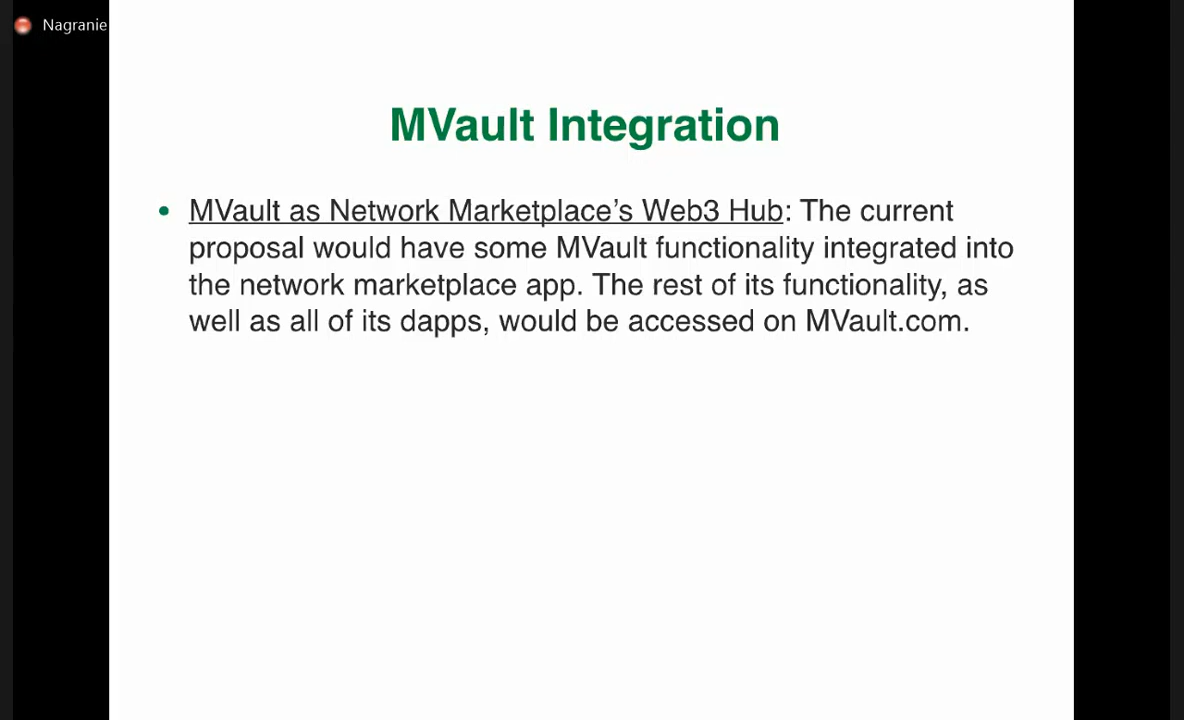 Nagranie
MVault Integration
• MVault as Network Marketplace’s Web3 Hub: The current
proposal would have some MVault functionality integrated into
the network marketplace app. The rest of its functionality, as
well as all of its dapps, would be accessed on MVault.com.